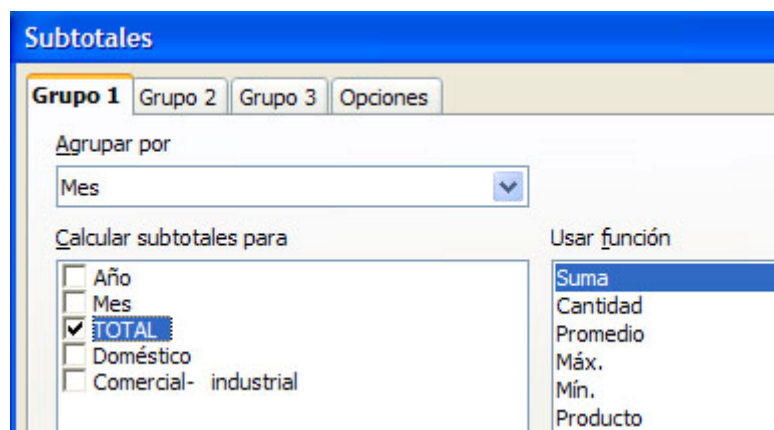 Subtotales
Grupo 1 Grupo 2 Grupo 3 Opciones
Agrupar por
Mes
Calcular subtotales para
Año
Mes
TOTAL
Doméstico
Comercial- industrial
Usar función
Suma
Cantidad
Promedio
Máx.
Mín.
Producto